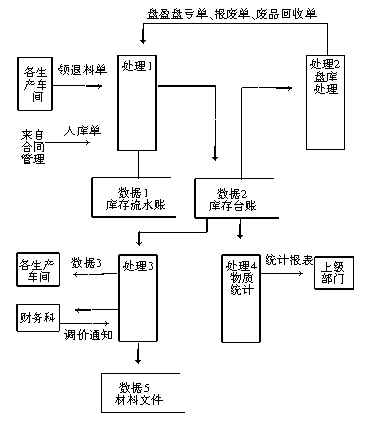 盘盈盘亏单、报废单、废品回收单
各生
产车
间
领退料单
处理1
处理2
盘库
处理
来自
合同
管理
入库单
数据1
库存流水账
数据2
库存台账
各生产
车间
数据3
处理3
处理4
物质
统计
统计报表
上级
部门
财务科
调价通知
数据5
材料文件